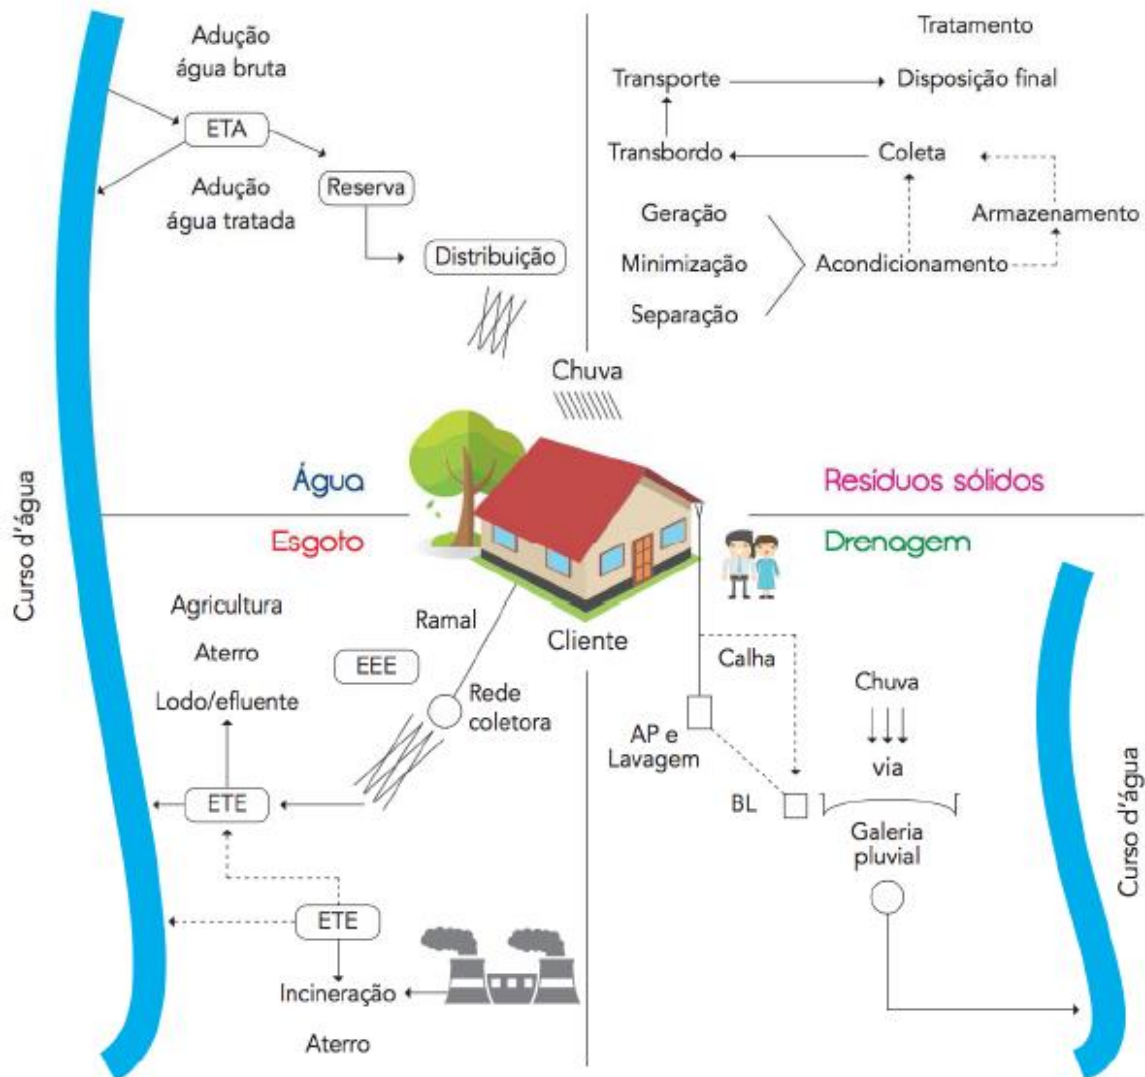 Adução
água bruta
ETA
Adução
água tratada
Reserva
Distribuição
Tratamento
Transporte
Disposição final
Transbordo
Coleta
Geração
Armazenamento
Minimização
Acondicionamento
Separação
Chuva
Curso d'água
Água
Resíduos sólidos
Esgoto
Drenagem
Agricultura
Ramal
Cliente
Aterro
EEE
Lodo/efluente
Rede
coletora
ETE
ETE
Incineração
Aterro
Calha
Chuva
AP e
Lavagem
via
BL
Galeria
pluvial
Curso d'água